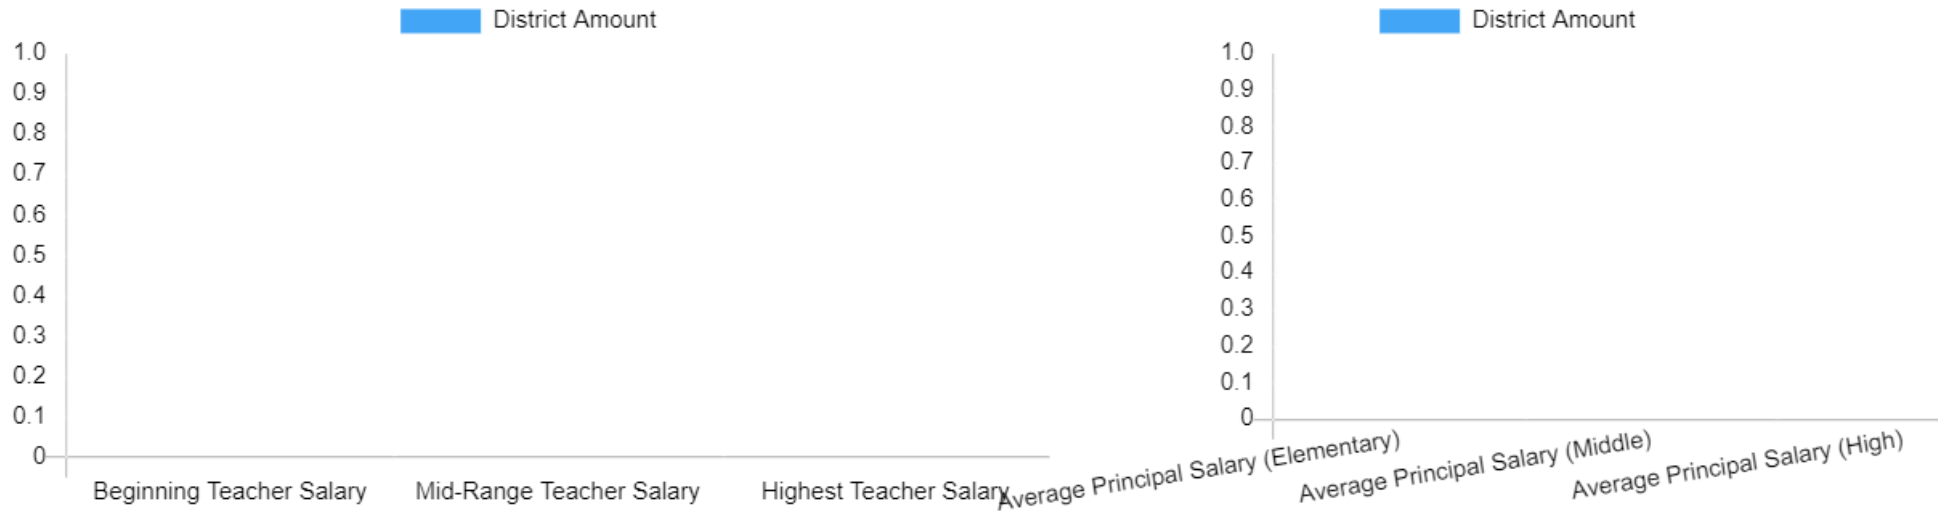 District Amount
1.0
0.9
0.8
0.7
0.6
0.5
0.4
0.3
0.2
0.1
0
Beginning Teacher Salary
Mid-Range Teacher Salary
Highest Teacher Salary
District Amount
1.0
0.9
0.8
0.7
0.6
0.5
0.4
0.3
0.2
0.1
0
Average Principal Salary (Elementary)
Average Principal Salary (Middle)
Average Principal Salary (High)